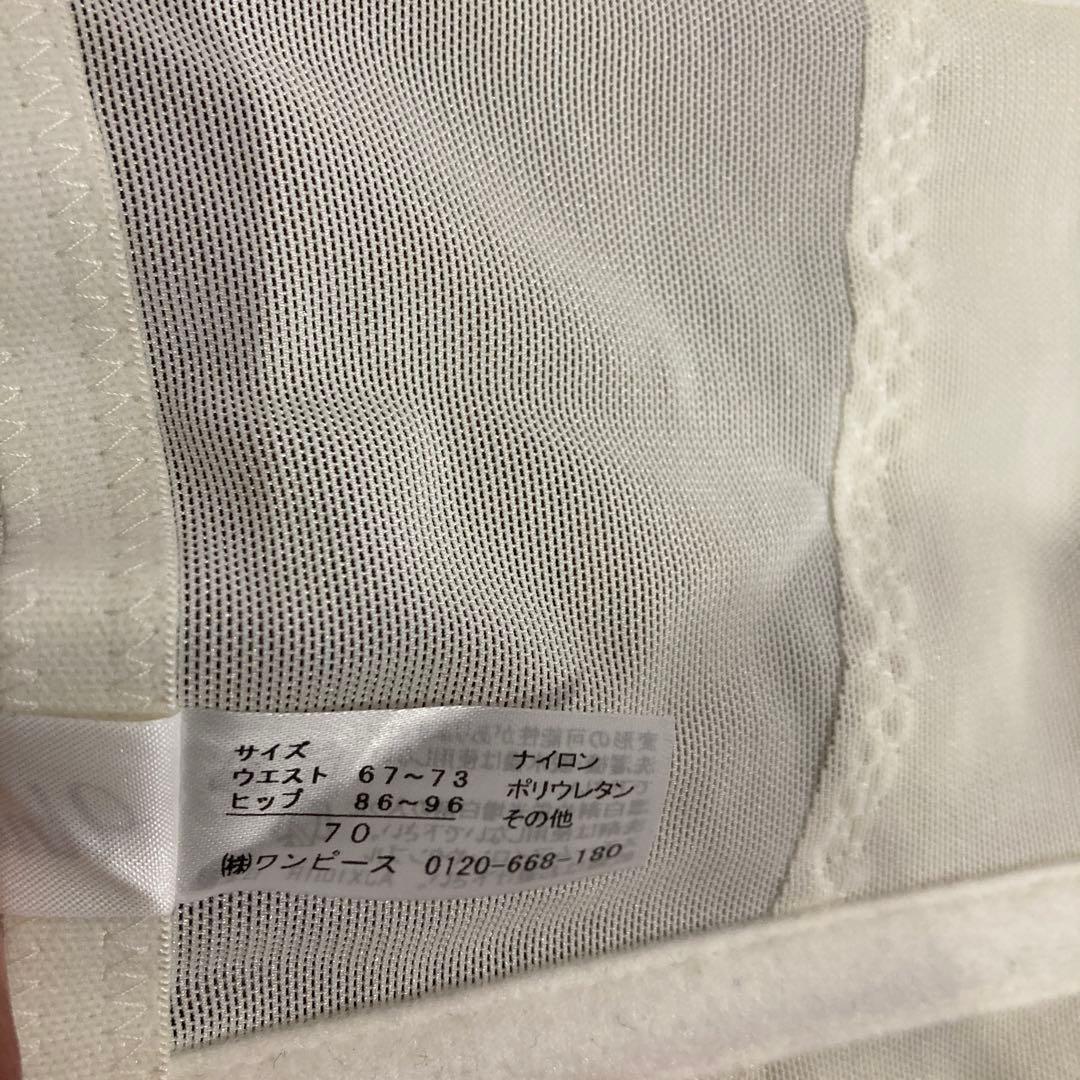 サイズ
ウエスト 67～73
ヒップ 86～96
70
ナイロン
ポリウレタン
その他
㈱ワンピース 0120-668-180